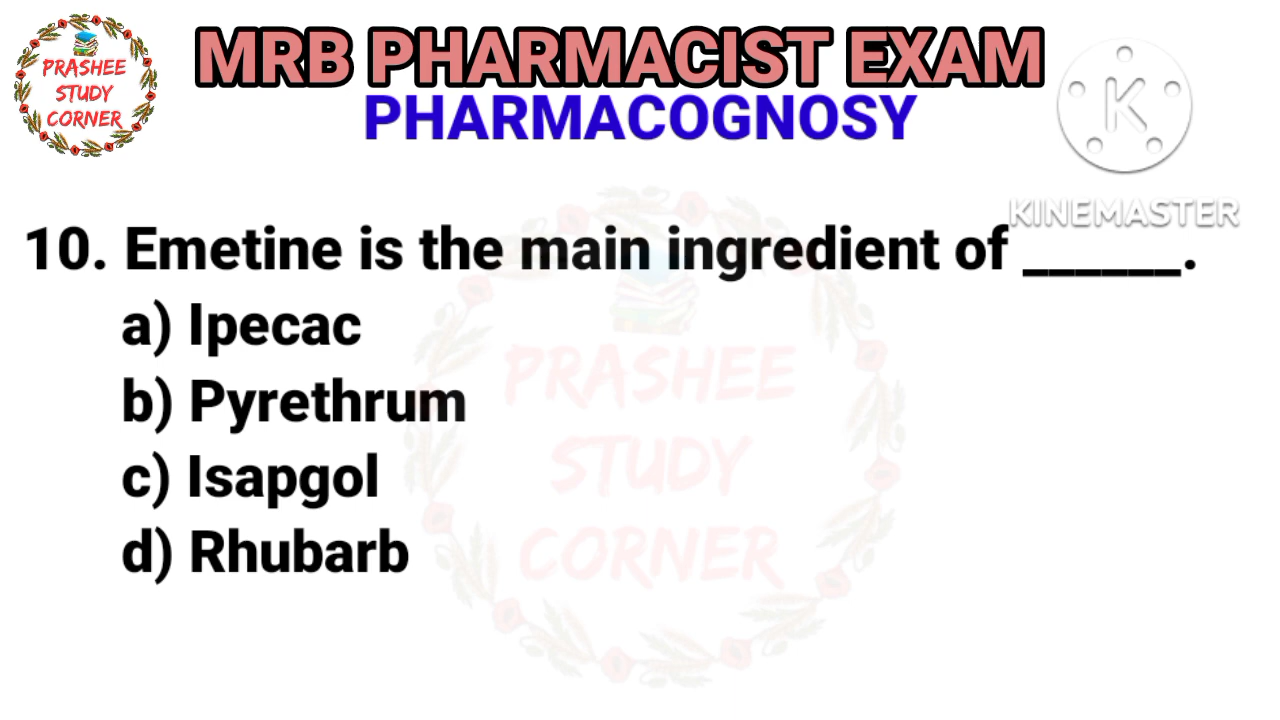 PRASHEE
STUDY
CORNER
MRB PHARMACIST EXAM
PHARMACOGNOSY
K
KINEMASTER
10. Emetine is the main ingredient of ______.
a) Ipecac
b) Pyrethrum
c) Isapgol
d) Rhubarb
PRASHEE
STUDY
CORNER